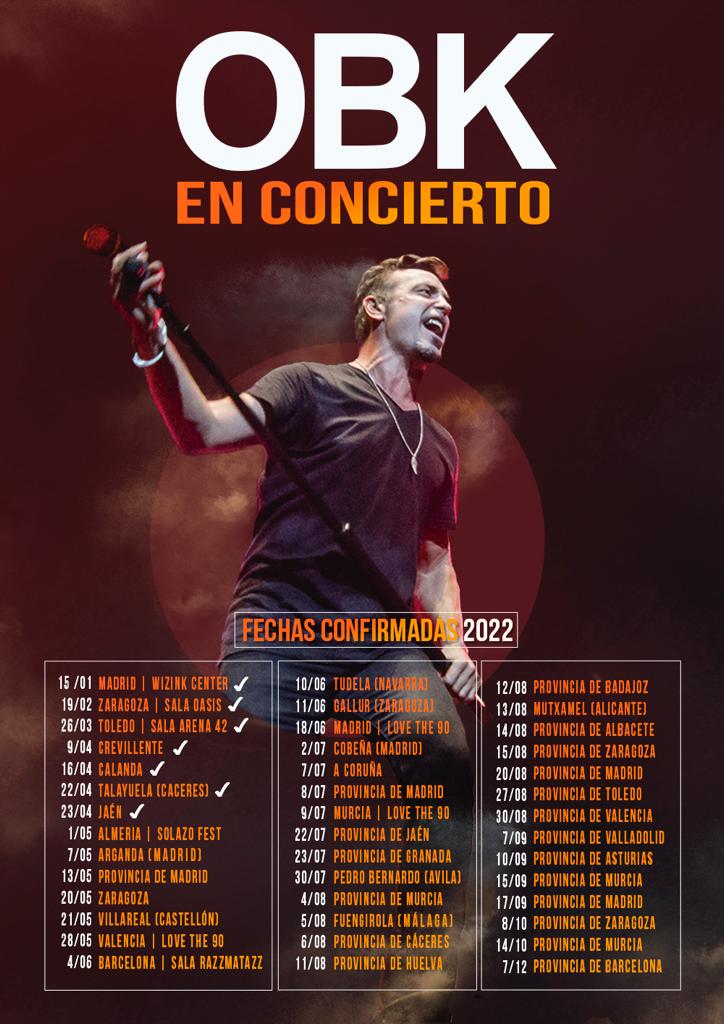 OBK
EN CONCIERTO
FECHAS CONFIRMADAS 2022
15 /01 MADRID | WIZINK CENTER ✓
19/02 ZARAGOZA | SALA OASIS ✓
26/03 TOLEDO | SALA ARENA 42 ✓
9/04 CREVILLENTE ✓
16/04 CALANDA ✓
22/04 TALAYUELA (CACERES) ✓
23/04 JAÉN ✓
1/05 ALMERIA | SOLAZO FEST
7/05 ARGANDA (MADRID)
13/05 PROVINCIA DE MADRID
20/05 ZARAGOZA
21/05 VILLAREAL (CASTELLÓN)
28/05 VALENCIA | LOVE THE 90
4/06 BARCELONA | SALA RAZZMATAZZ
10/06 TUDELA (NAVARRA)
11/06 GALLUR (ZARAGOZA)
18/06 MADRID | LOVE THE 90
2/07 COBEÑA (MADRID)
7/07 A CORUÑA
8/07 PROVINCIA DE MADRID
9/07 MURCIA | LOVE THE 90
22/07 PROVINCIA DE JAÉN
23/07 PROVINCIA DE GRANADA
30/07 PEDRO BERNARDO (AVILA)
4/08 PROVINCIA DE MURCIA
5/08 FUENGIROLA (MÁLAGA)
6/08 PROVINCIA DE CÁCERES
11/08 PROVINCIA DE HUELVA
12/08 PROVINCIA DE BADAJOZ
13/08 MUTXAMEL (ALICANTE)
14/08 PROVINCIA DE ALBACETE
15/08 PROVINCIA DE ZARAGOZA
20/08 PROVINCIA DE MADRID
27/08 PROVINCIA DE TOLEDO
30/08 PROVINCIA DE VALENCIA
7/09 PROVINCIA DE VALLADOLID
10/09 PROVINCIA DE ASTURIAS
15/09 PROVINCIA DE MURCIA
17/09 PROVINCIA DE MADRID
8/10 PROVINCIA DE ZARAGOZA
14/10 PROVINCIA DE MURCIA
7/12 PROVINCIA DE BARCELONA